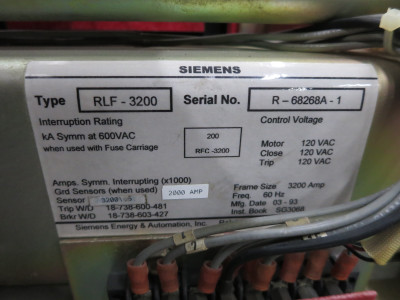 SIEMENS
Type RLF - 3200 Serial No. R - 68268A - 1
Interruption Rating Control Voltage
kA Symm at 600VAC 200
when used with Fuse Carriage RFC -3200
Motor 120 VAC
Close 120 VAC
Trip 120 VAC
Amps. Symm. Interrupting (x1000)
Grd Sensors (when used) 2000 AMP
Sensor
Trip W/D 18-738-600-481
Brkr W/D 18-738-603-427
Frame Size 3200 Amp
Freq. 60 Hz
Mfg. Date 03 - 93
Inst. Book SG3068
Siemens Energy & Automation, Inc.